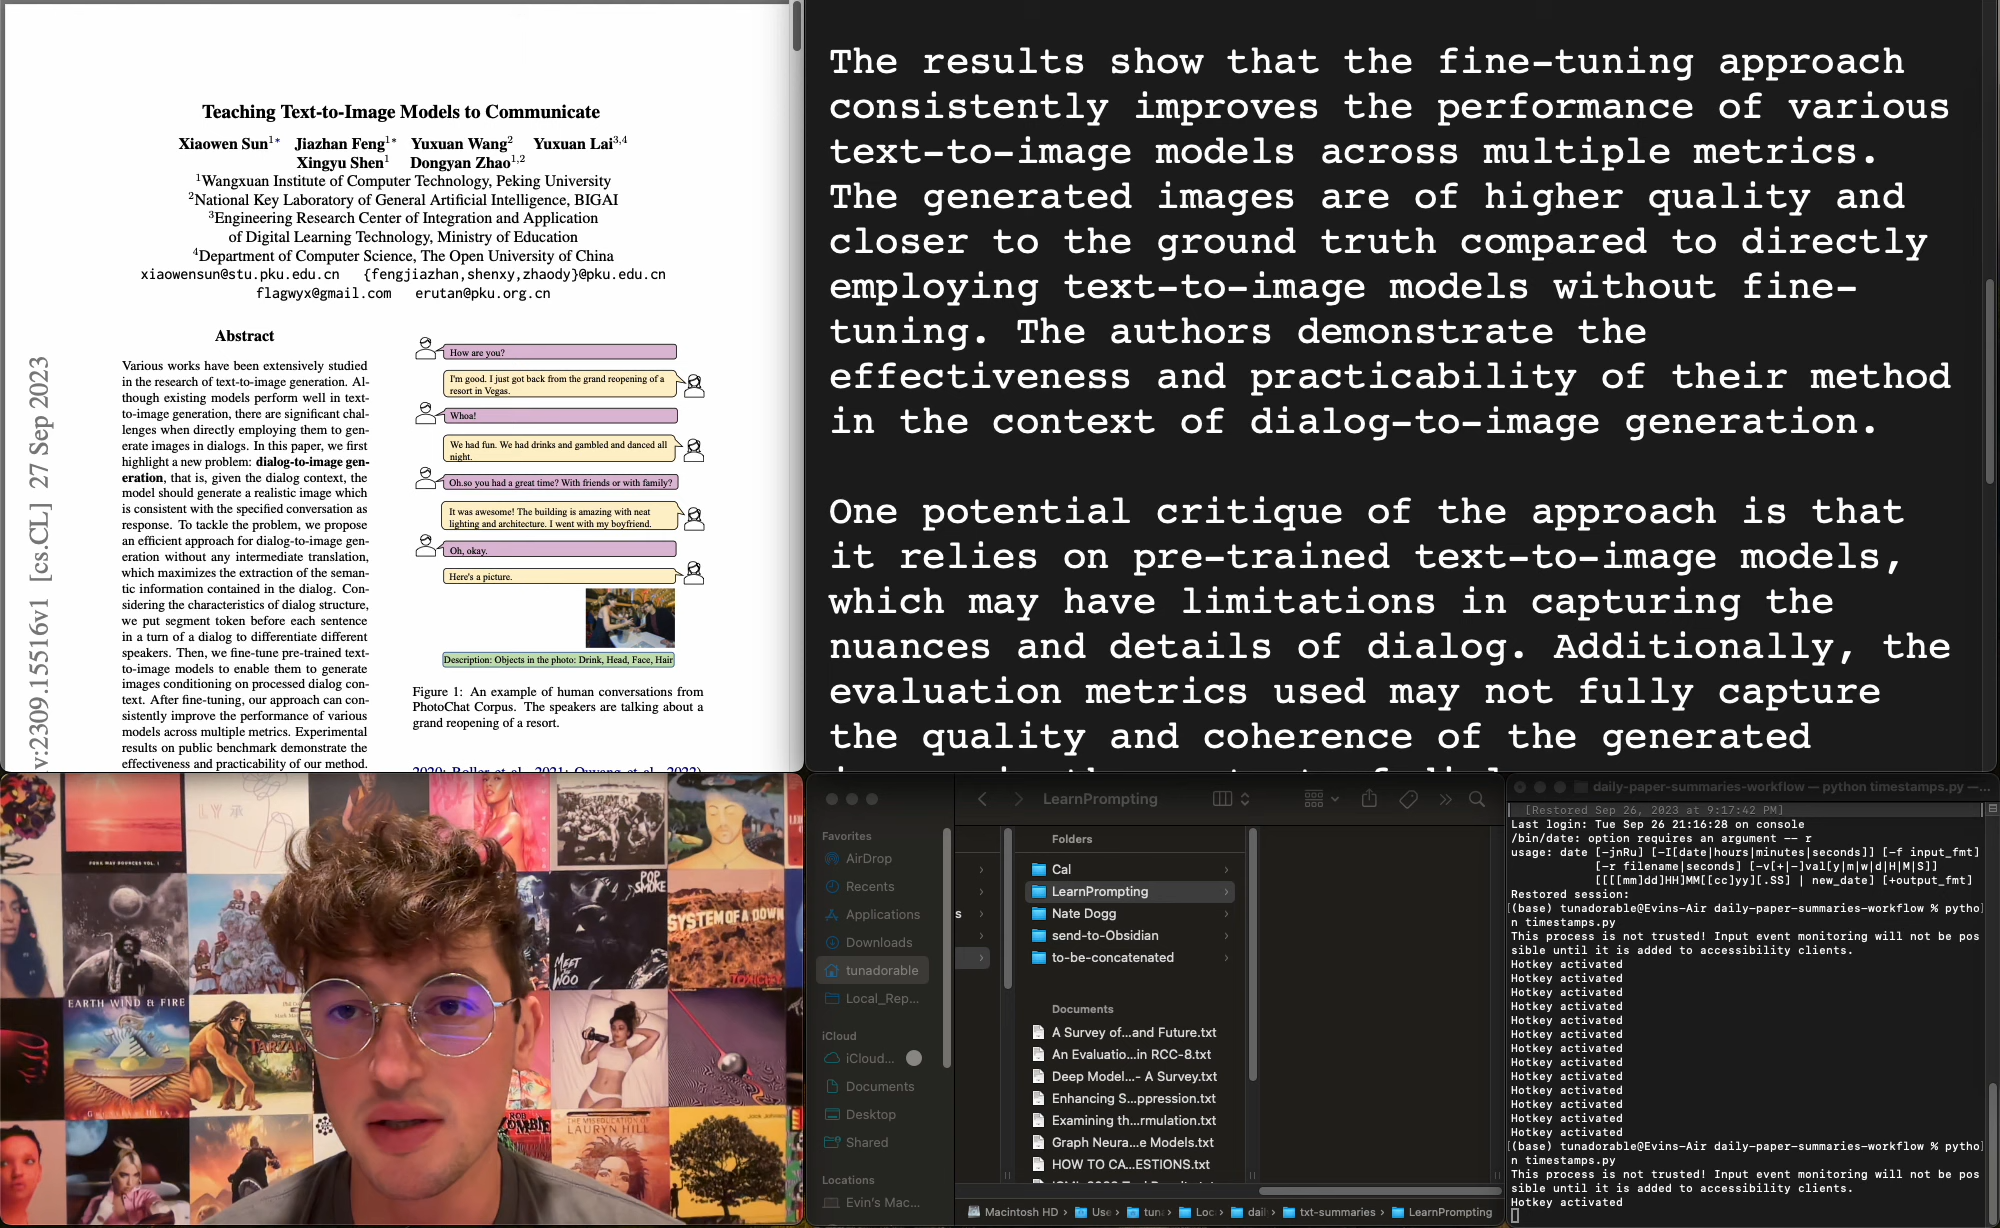 Teaching Text-to-Image Models to Communicate
Xiaowen Sun1* Jiazhan Feng1* Yuxuan Wang2 Yuxuan Lai3,4
Xingyu Shen1 Dongyan Zhao1,2
1Wangxuan Institute of Computer Technology, Peking University
2National Key Laboratory of General Artificial Intelligence, BIGAI
3Engineering Research Center of Integration and Application
of Digital Learning Technology, Ministry of Education
4Department of Computer Science, The Open University of China
xiaowensun@stu.pku.edu.cn {fengjiazhan,shenxy,zhaody}@pku.edu.cn
flagwyx@gmail.com erutan@pku.org.cn
v:2309.15516v1 [cs.CL] 27 Sep 2023
Abstract
Various works have been extensively studied
in the research of text-to-image generation. Al-
though existing models perform well in text-
to-image generation, there are significant chal-
lenges when directly employing them to gen-
erate images in dialogs. In this paper, we first
highlight a new problem: dialog-to-image gen-
eration, that is, given the dialog context, the
model should generate a realistic image which
is consistent with the specified conversation as
response. To tackle the problem, we propose
an efficient approach for dialog-to-image gen-
eration without any intermediate translation,
which maximizes the extraction of the seman-
tic information contained in the dialog. Con-
sidering the characteristics of dialog structure,
we put segment token before each sentence
in a turn of a dialog to differentiate different
speakers. Then, we fine-tune pre-trained text-
to-image models to enable them to generate
images conditioning on processed dialog con-
text. After fine-tuning, our approach can con-
sistently improve the performance of various
models across multiple metrics. Experimental
results on public benchmark demonstrate the
effectiveness and practicability of our method.
How are you?
I'm good. I just got back from the grand reopening of a
resort in Vegas.
Whoa!
We had fun. We had drinks and gambled and danced all
night.
Oh.so you had a great time? With friends or with family?
It was awesome! The building is amazing with neat
lighting and architecture. I went with my boyfriend.
Oh, okay.
Here's a picture.
Description: Objects in the photo: Drink, Head, Face, Hair
Figure 1: An example of human conversations from
PhotoChat Corpus. The speakers are talking about a
grand reopening of a resort.
2020; Roller et al., 2021; Ouyang et al., 2022)
The results show that the fine-tuning approach
consistently improves the performance of various
text-to-image models across multiple metrics.
The generated images are of higher quality and
closer to the ground truth compared to directly
employing text-to-image models without fine-
tuning. The authors demonstrate the
effectiveness and practicability of their method
in the context of dialog-to-image generation.
One potential critique of the approach is that
it relies on pre-trained text-to-image models,
which may have limitations in capturing the
nuances and details of dialog. Additionally, the
evaluation metrics used may not fully capture
the quality and coherence of the generated
LY 承
FUNK WAV BOUNCES VOL. 1
POP SMOKE
MEET THE WOO
SYSTEM OF A DOWN
TOXICITY
EARTH WIND & FIRE
TARZAN
ROB ZOMBIE
THE MISEDUCATION OF
LAURYN HILL
Jack Johnson
LearnPrompting
Favorites
AirDrop
Recents
Applications
Downloads
tunadorable
Local_Rep...
iCloud
iCloud...
Documents
Desktop
Shared
Locations
Evin's Mac...
s
Folders
Cal
LearnPrompting
Nate Dogg
send-to-Obsidian
to-be-concatenated
Documents
A Survey of...and Future.txt
An Evaluatio...in RCC-8.txt
Deep Model...- A Survey.txt
Enhancing S...ppression.txt
Examining th...rmulation.txt
Graph Neura...e Models.txt
HOW TO CA...ESTIONS.txt
Macintosh HD › Use › tuna › Loc › dail › txt-summaries › LearnPrompting
daily-paper-summaries-workflow — python timestamps.py —...
[Restored Sep 26, 2023 at 9:17:42 PM]
Last login: Tue Sep 26 21:16:28 on console
/bin/date: option requires an argument -- r
usage: date [-jnRu] [-I[date|hours|minutes|seconds]] [-f input_fmt]
[-r filename|seconds] [-v[+|-]val[y|m|w|d|H|M|S]]
[[[[mm]dd]HH]MM[[cc]yy][.SS] | new_date] [+output_fmt]
Restored session:
(base) tunadorable@Evins-Air daily-paper-summaries-workflow % pytho
n timestamps.py
This process is not trusted! Input event monitoring will not be pos
sible until it is added to accessibility clients.
Hotkey activated
Hotkey activated
Hotkey activated
Hotkey activated
Hotkey activated
Hotkey activated
Hotkey activated
Hotkey activated
Hotkey activated
Hotkey activated
Hotkey activated
Hotkey activated
Hotkey activated
(base) tunadorable@Evins-Air daily-paper-summaries-workflow % pytho
n timestamps.py
This process is not trusted! Input event monitoring will not be pos
sible until it is added to accessibility clients.
Hotkey activated